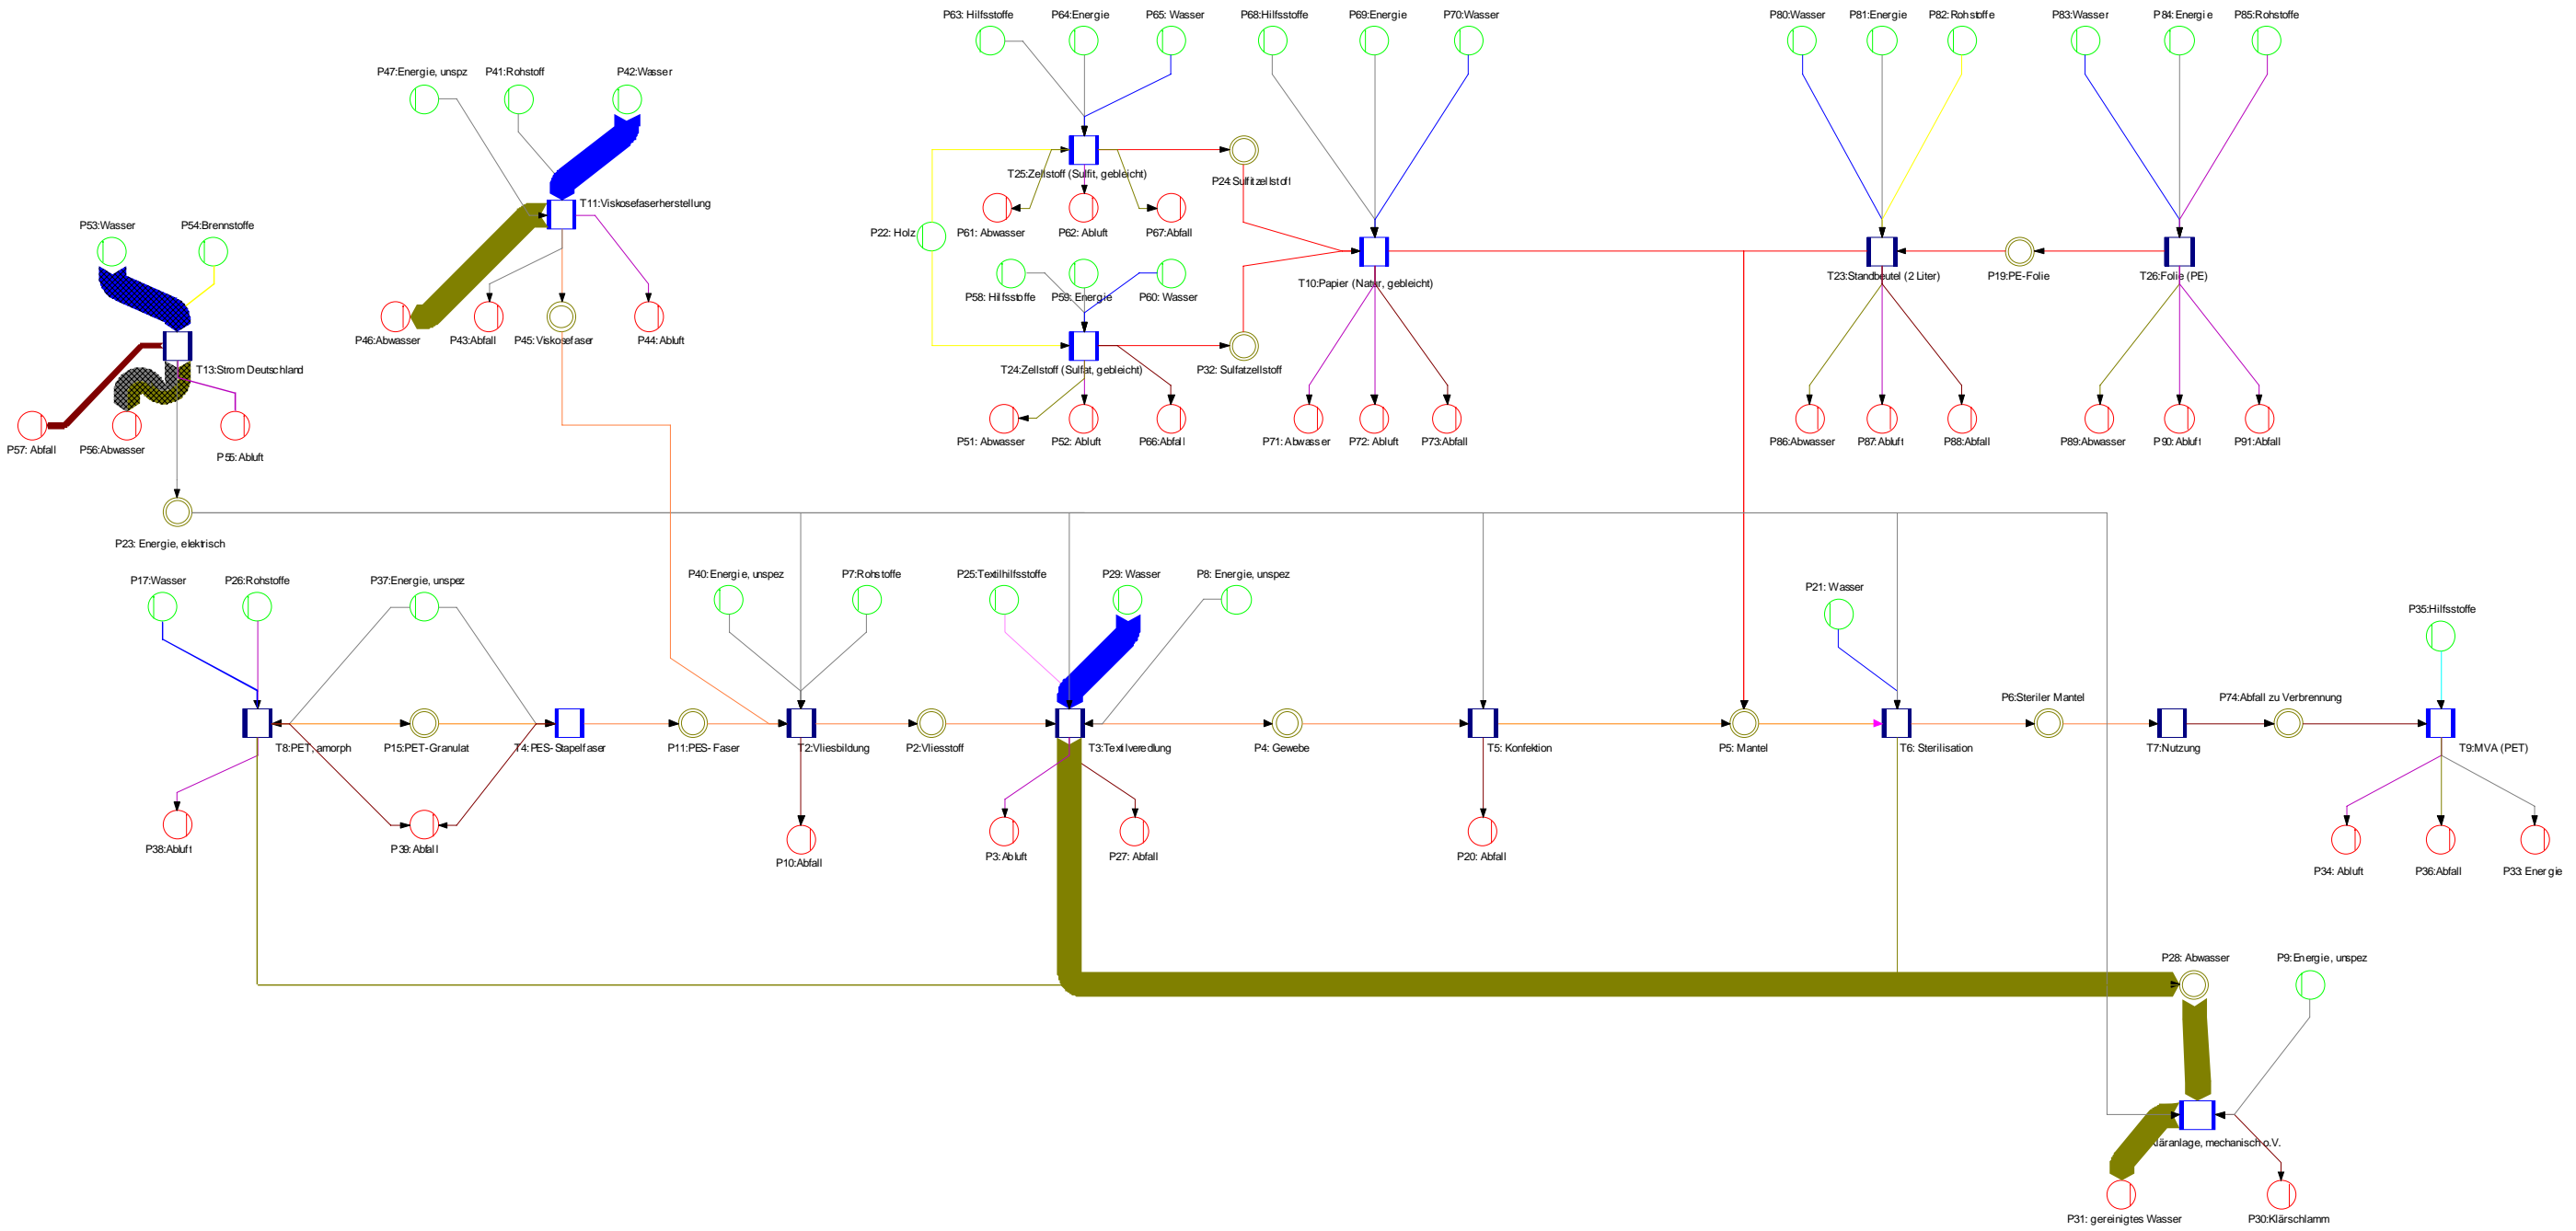 P63: Hilfsstoffe
P64:Energie
P65: Wasser
P68:Hilfsstoffe
P69:Energie
P70:Wasser
P80:Wasser
P81:Energie
P82:Rohstoffe
P83:Wasser
P84:Energie
P85:Rohstoffe
P47:Energie, unspz
P41:Rohstoff
P42:Wasser
T25:Zellstoff (Sulfit, gebleicht)
P24:Sulfitzellstoff
T11:Viskosefaserherstellung
P53:Wasser
P54:Brennstoffe
P22: Holz
P61: Abwasser
P62: Abluft
P67:Abfall
T10:Papier (Natur, gebleicht)
T23:Standbeutel (2 Liter)
P19:PE-Folie
T26:Folie (PE)
P58: Hilfsstoffe
P59: Energie
P60: Wasser
P46:Abwasser
P43:Abfall
P45:Viskosefaser
P44:Abluft
T13:Strom Deutschland
T24:Zellstoff (Sulfat, gebleicht)
P32: Sulfatzellstoff
P57: Abfall
P56:Abwasser
P55:Abluft
P51: Abwasser
P52: Abluft
P66:Abfall
P71: Abwasser
P72: Abluft
P73:Abfall
P86:Abwasser
P87:Abluft
P88:Abfall
P89:Abwasser
P90:Abluft
P91:Abfall
P23: Energie, elektrisch
P17:Wasser
P26:Rohstoffe
P37:Energie, unspez
P40:Energie, unspez
P7:Rohstoffe
P25:Textilhilfsstoffe
P29: Wasser
P8: Energie, unspez
P21: Wasser
P35:Hilfsstoffe
P6:Steriler Mantel
P74:Abfall zu Verbrennung
T8:PET, amorph
P15:PET-Granulat
T4:PES-Stapelfaser
P11:PES-Faser
T2:Vliesbildung
P2:Vliesstoff
T3:Textilveredlung
P4: Gewebe
T5: Konfektion
P5: Mantel
T6: Sterilisation
T7:Nutzung
T9:MVA (PET)
P38:Abluft
P39:Abfall
P10:Abfall
P3:Abluft
P27: Abfall
P20: Abfall
P34: Abluft
P36:Abfall
P33: Energie
P28: Abwasser
P9:Energie, unspez
läranlage, mechanisch o.V.
P31: gereinigtes Wasser
P30:Klärschlamm